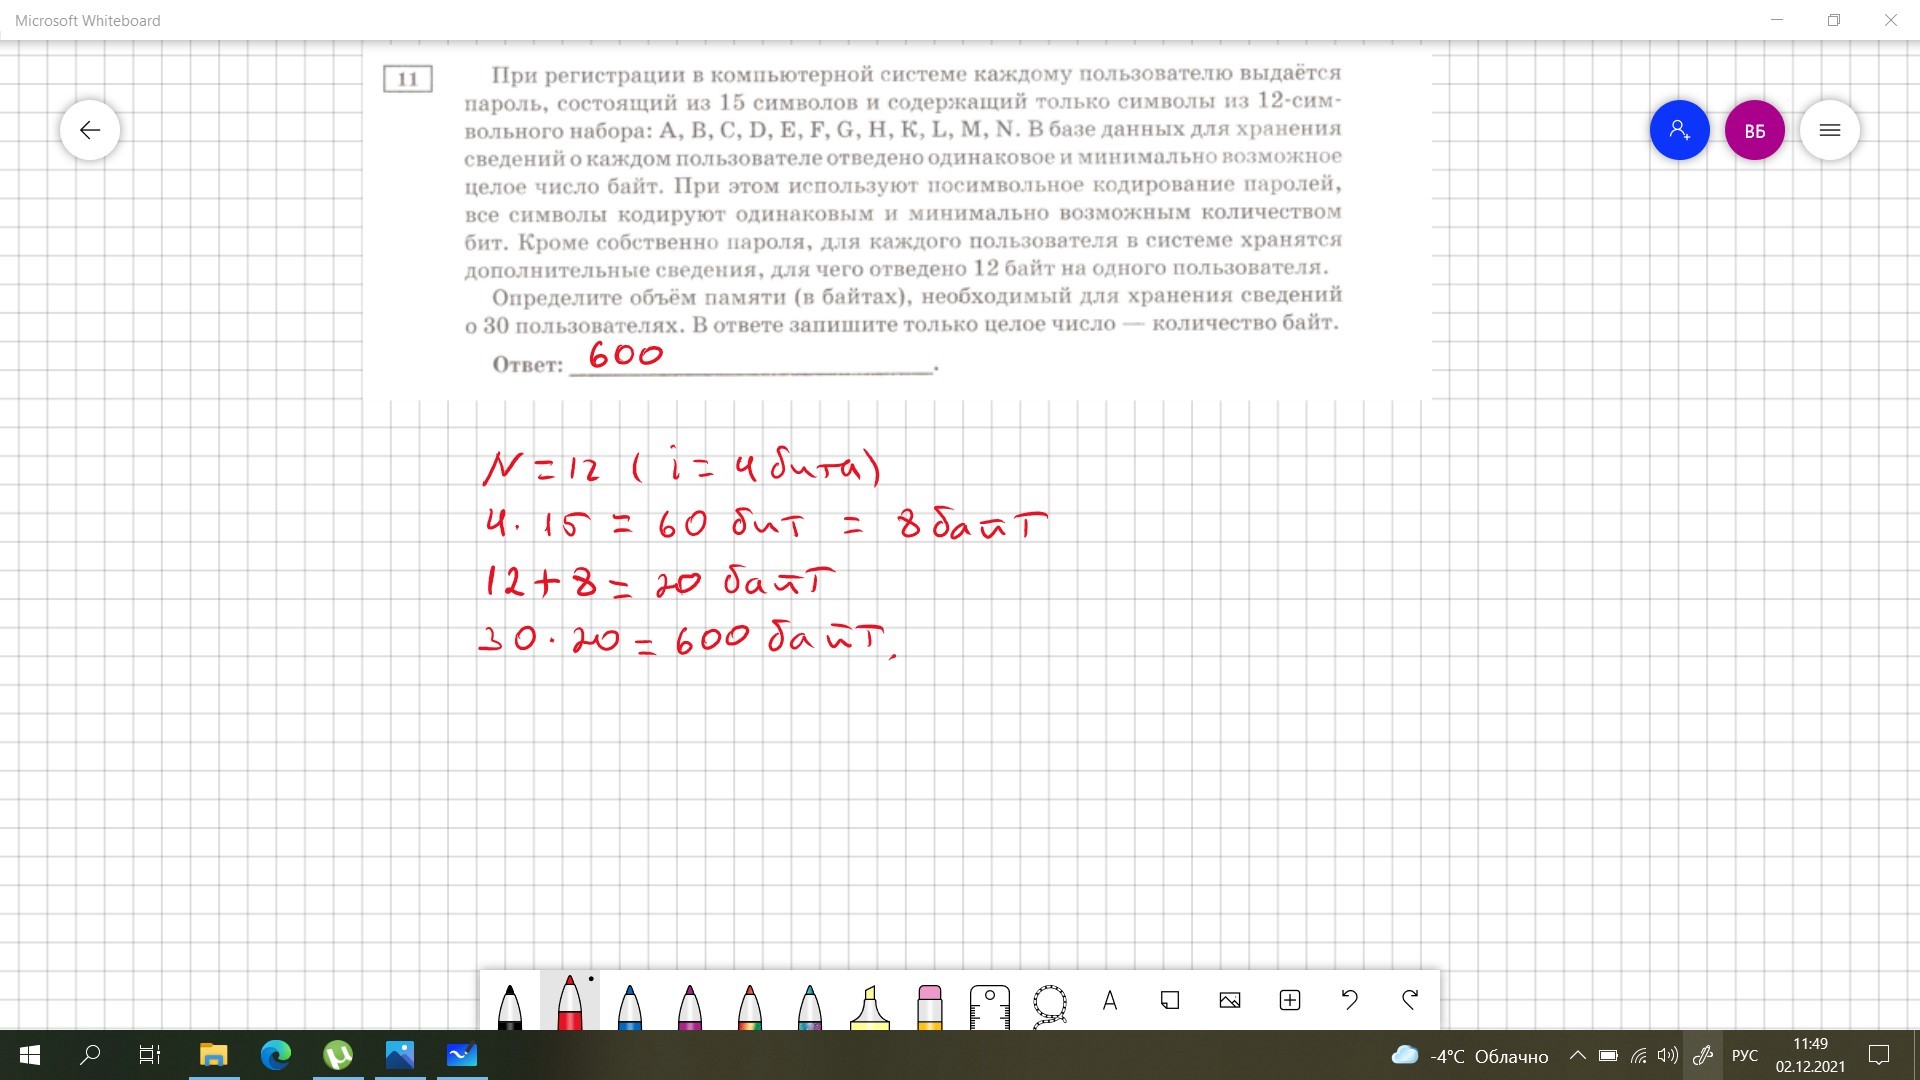 Microsoft Whiteboard
11
При регистрации в компьютерной системе каждому пользователю выдаётся
пароль, состоящий из 15 символов и содержащий только символы из 12-сим-
вольного набора: A, B, C, D, E, F, G, H, K, L, M, N. В базе данных для хранения
сведений о каждом пользователе отведено одинаковое и минимально возможное
целое число байт. При этом используют посимвольное кодирование паролей,
все символы кодируют одинаковым и минимально возможным количеством
бит. Кроме собственно пароля, для каждого пользователя в системе хранятся
дополнительные сведения, для чего отведено 12 байт на одного пользователя.
Определите объём памяти (в байтах), необходимый для хранения сведений
о 30 пользователях. В ответе запишите только целое число — количество байт.
Ответ: 600.
ВБ
N = 12 ( i = 4 бита)
4 · 15 = 60 бит = 8 байт
12 + 8 = 20 байт
30 · 20 = 600 байт.
-4°C Облачно
РУС
11:49
02.12.2021